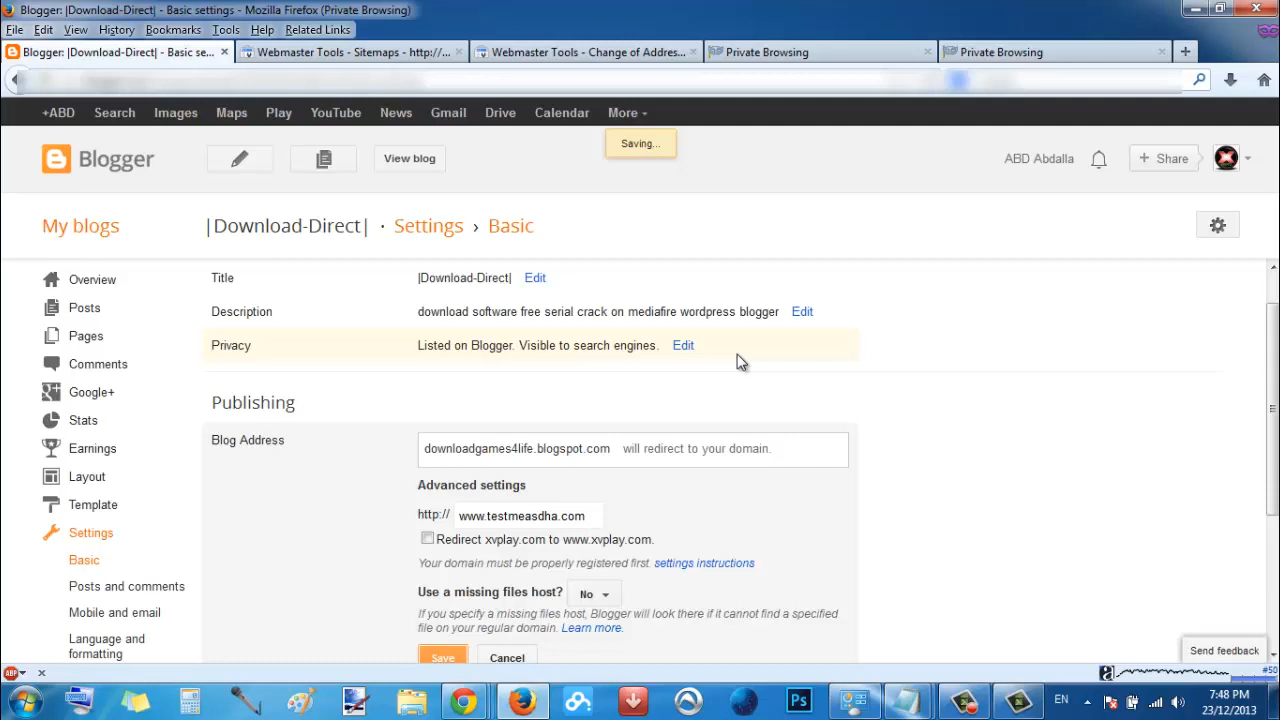 Blogger: |Download-Direct| - Basic settings - Mozilla Firefox (Private Browsing)
File Edit View History Bookmarks Tools Help Related Links
Blogger: |Download-Direct| - Basic se... Webmaster Tools - Sitemaps - http://... Webmaster Tools - Change of Addres... Private Browsing Private Browsing
+ABD Search Images Maps Play YouTube News Gmail Drive Calendar More
Saving...
Blogger View blog ABD Abdalla + Share
My blogs |Download-Direct| · Settings › Basic
Overview
Posts
Pages
Comments
Google+
Stats
Earnings
Layout
Template
Settings
Basic
Posts and comments
Mobile and email
Language and
formatting
Title |Download-Direct| Edit
Description download software free serial crack on mediafire wordpress blogger Edit
Privacy Listed on Blogger. Visible to search engines. Edit
Publishing
Blog Address downloadgames4life.blogspot.com will redirect to your domain.
Advanced settings
http:// www.testmeasdha.com
Redirect xvplay.com to www.xvplay.com.
Your domain must be properly registered first. settings instructions
Use a missing files host? No
If you specify a missing files host, Blogger will look there if it cannot find a specified
file on your regular domain. Learn more.
Save Cancel
Send feedback
ABP #50
Ps EN 7:48 PM
23/12/2013